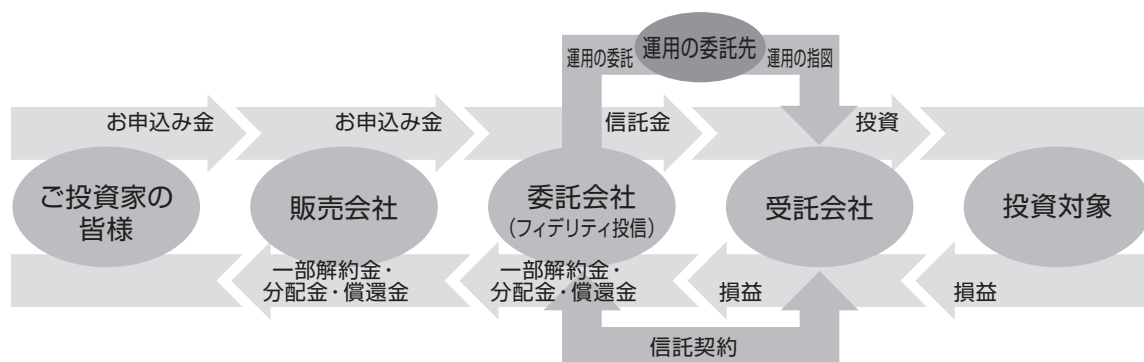 運用の委託
運用の委託先
運用の指図
お申込み金
お申込み金
信託金
投資
ご投資家の
皆様
販売会社
委託会社
(フィデリティ投信)
受託会社
投資対象
一部解約金・
分配金・償還金
一部解約金・
分配金・償還金
損益
損益
信託契約